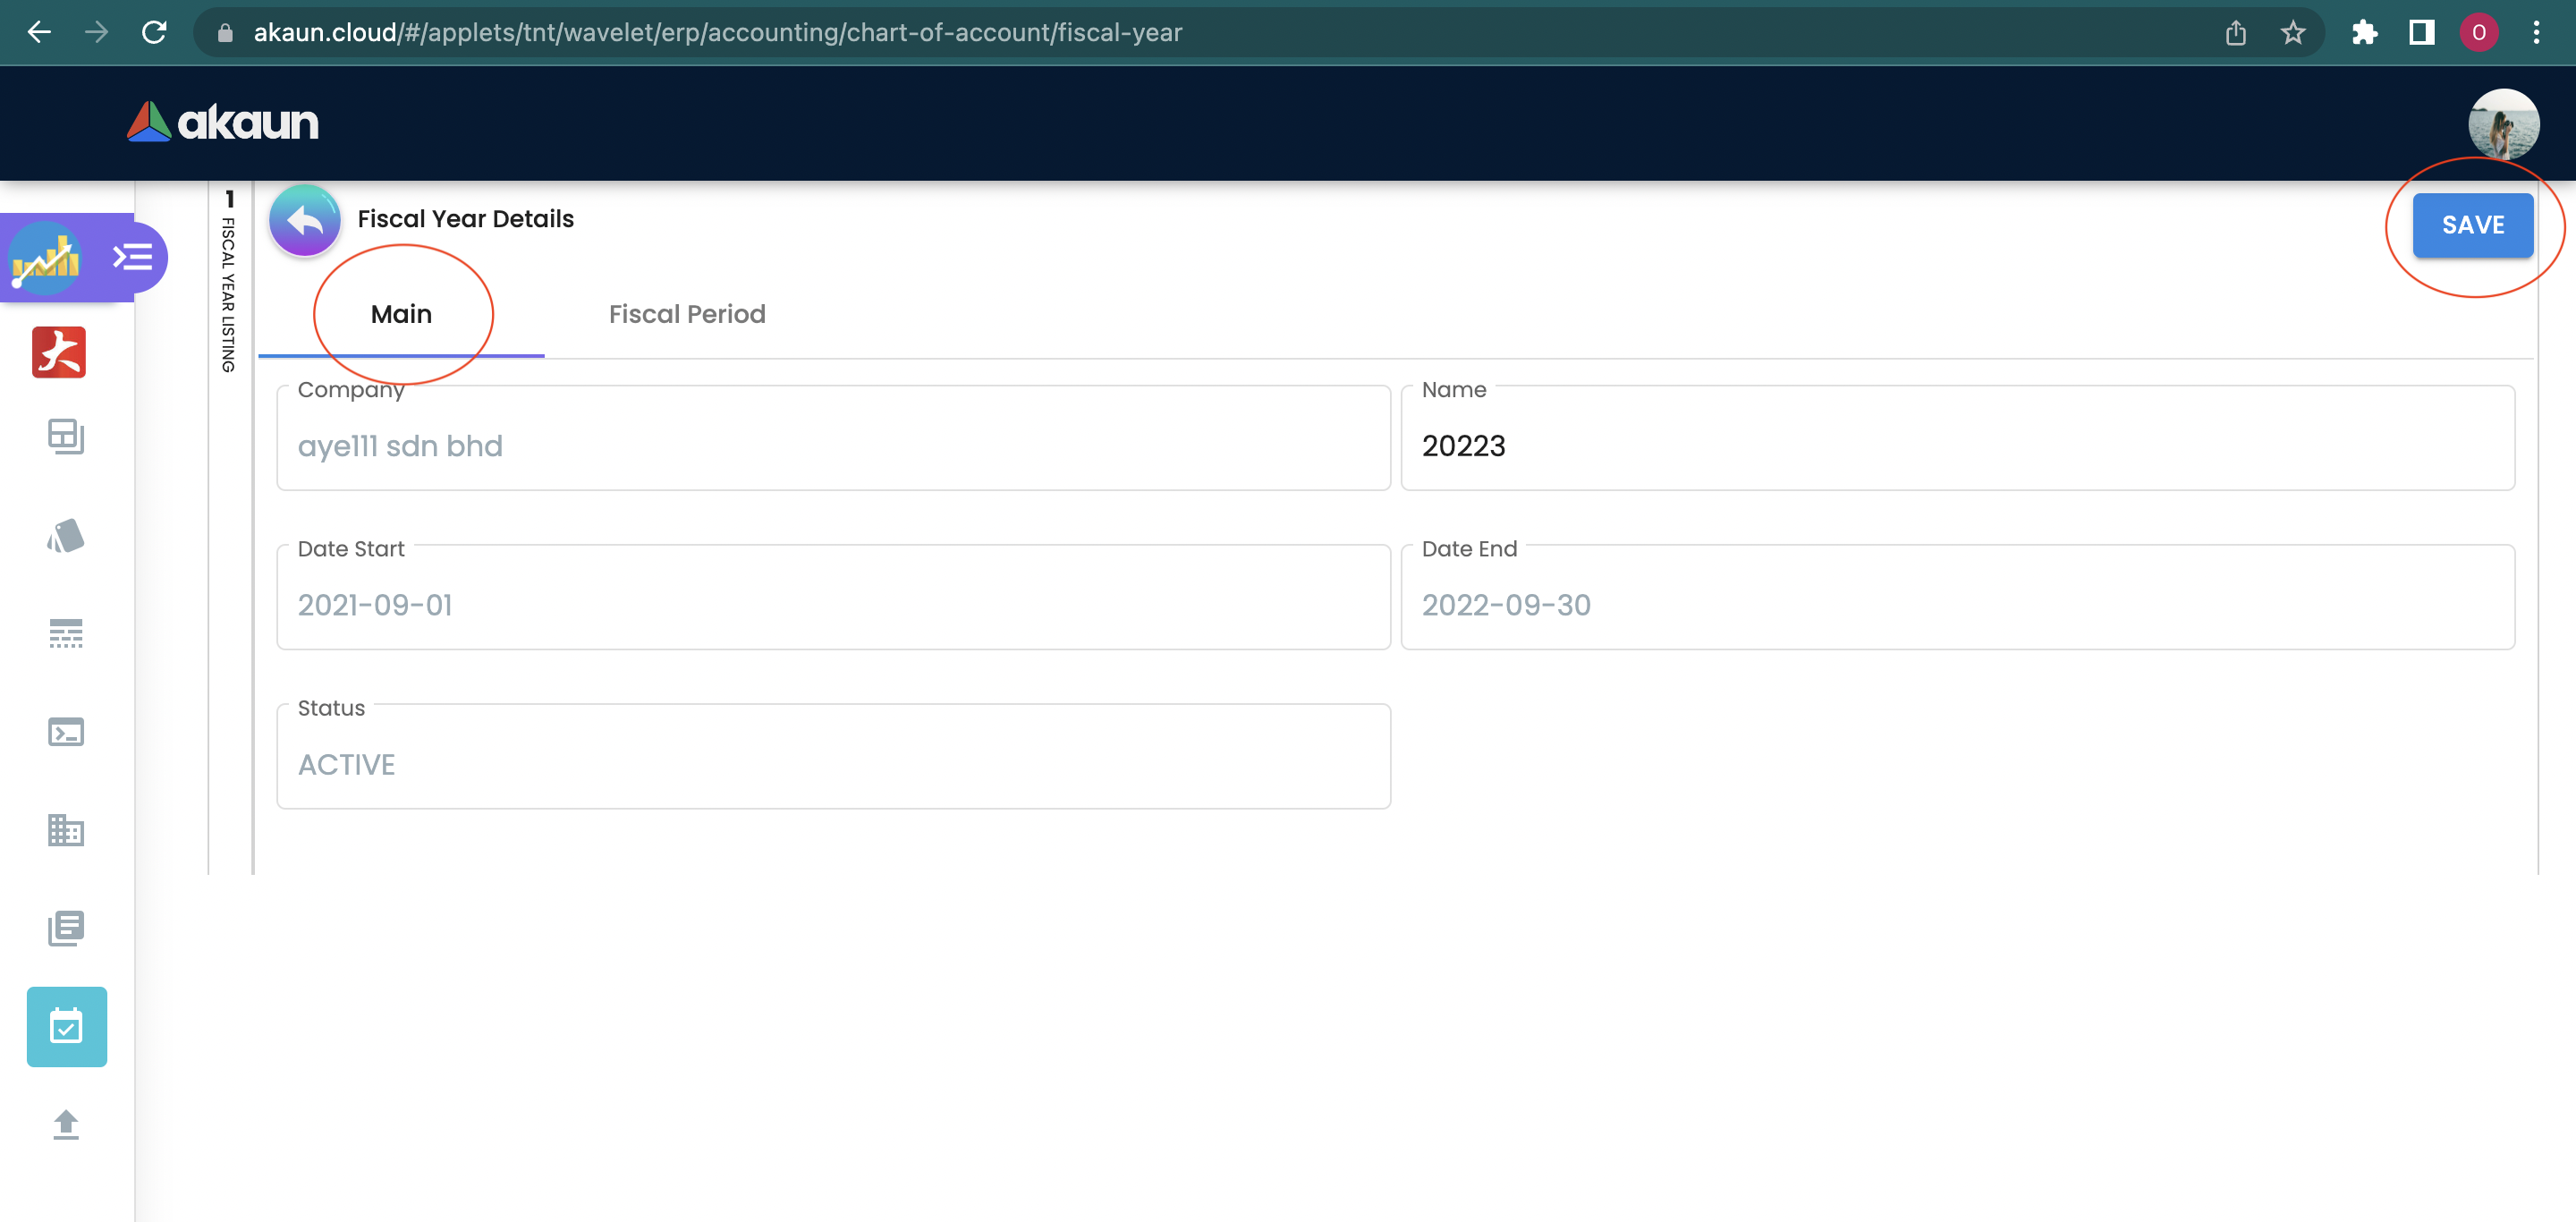 akaun.cloud/#/applets/tnt/wavelet/erp/accounting/chart-of-account/fiscal-year
O
akaun
1
FISCAL YEAR LISTING
Fiscal Year Details
SAVE
Main
Fiscal Period
Company
aye111 sdn bhd
Name
20223
Date Start
2021-09-01
Date End
2022-09-30
Status
ACTIVE